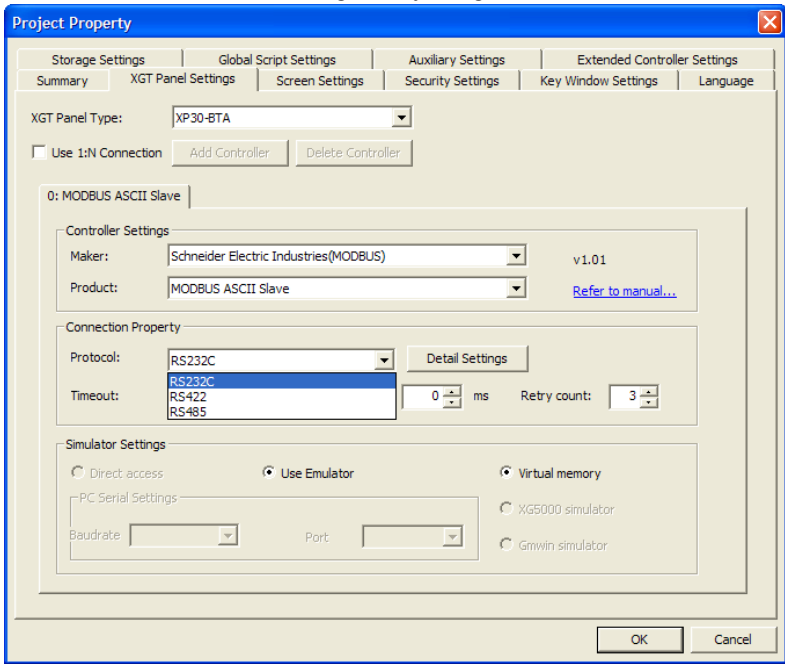 Project Property
Storage Settings Global Script Settings Auxiliary Settings Extended Controller Settings
Summary XGT Panel Settings Screen Settings Security Settings Key Window Settings Language
XGT Panel Type: XP30-BTA
Use 1:N Connection Add Controller Delete Controller
0: MODBUS ASCII Slave
Controller Settings
Maker: Schneider Electric Industries(MODBUS) v1.01
Product: MODBUS ASCII Slave Refer to manual...
Connection Property
Protocol: RS232C Detail Settings
RS232C
Timeout: RS422 0 ms Retry count: 3
RS485
Simulator Settings
Direct access Use Emulator Virtual memory
PC Serial Settings
XG5000 simulator
Baudrate Port
Gmwin simulator
OK Cancel